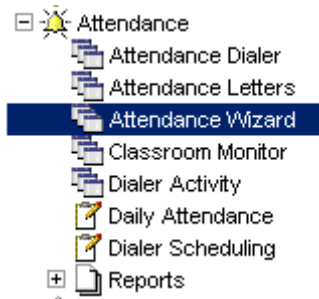 Attendance
Attendance Dialer
Attendance Letters
Attendance Wizard
Classroom Monitor
Dialer Activity
Daily Attendance
Dialer Scheduling
Reports